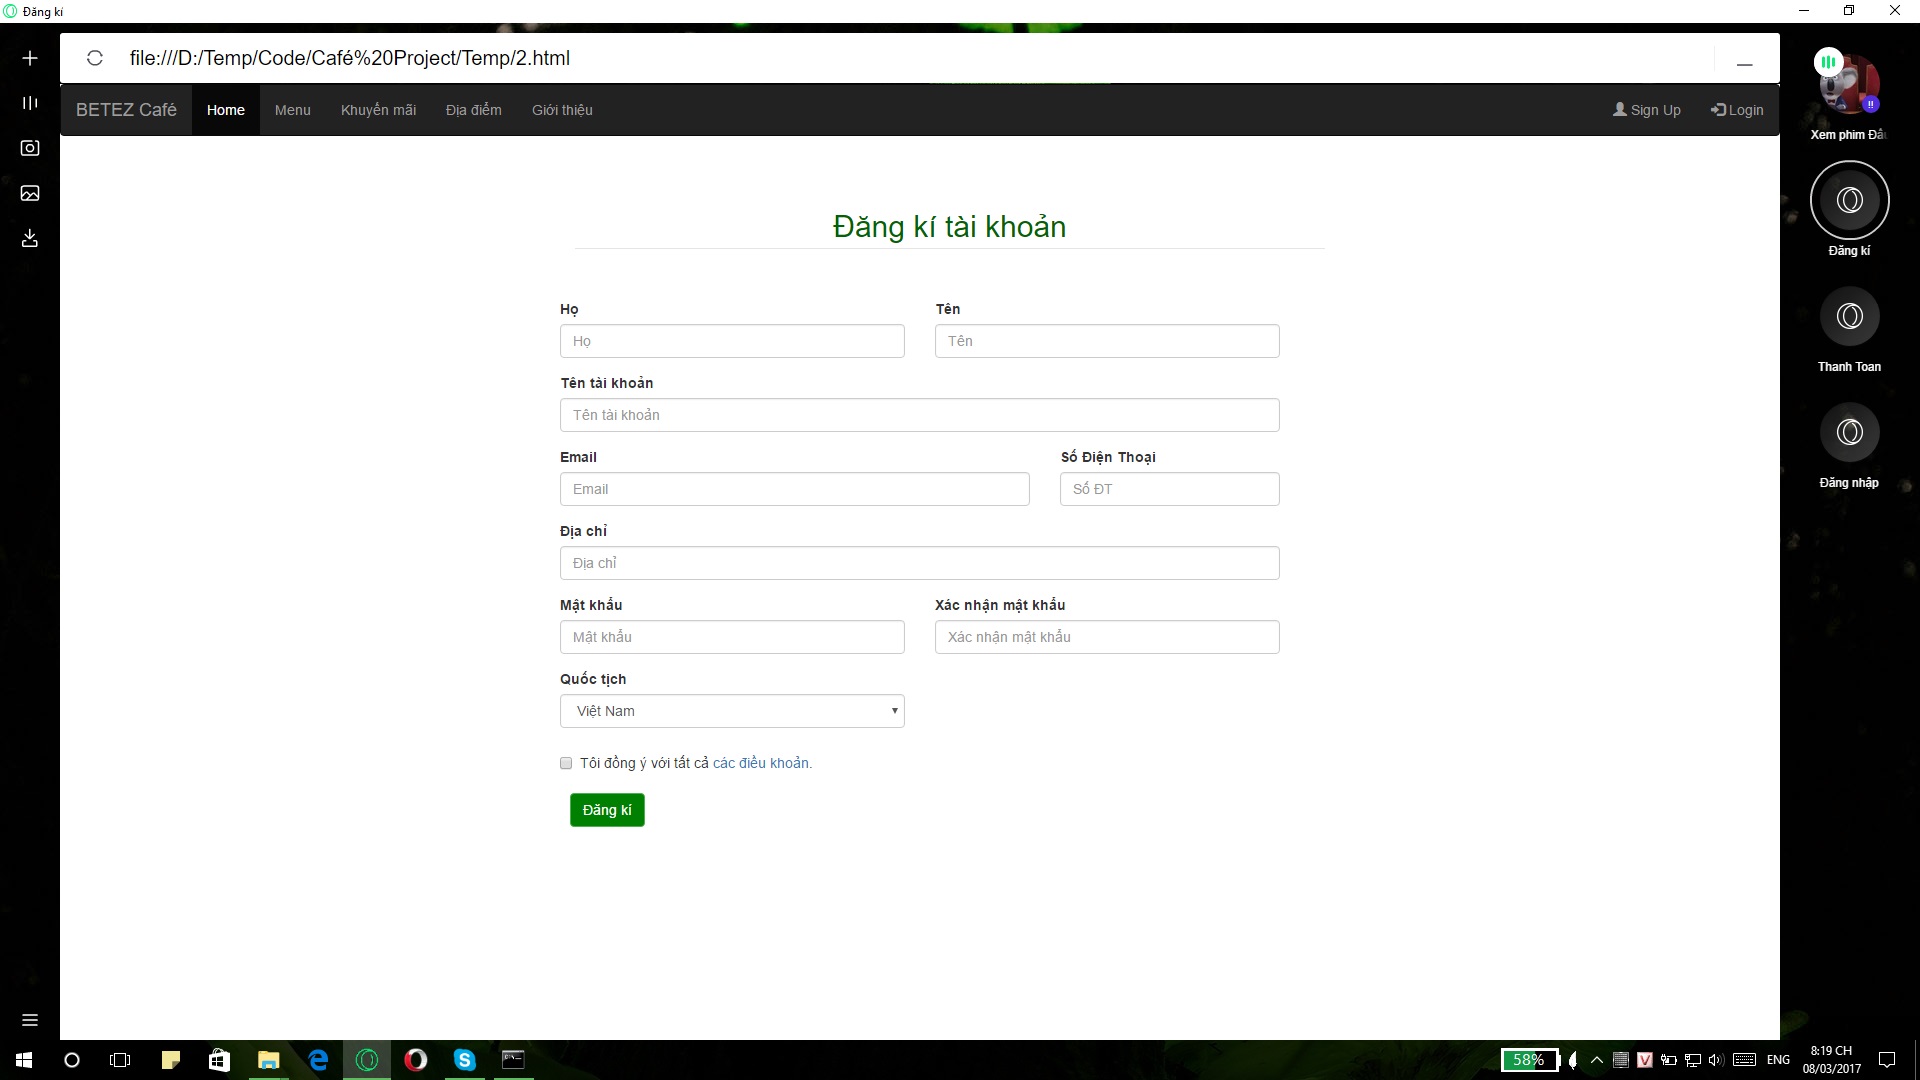 Đăng kí
file:///D:/Temp/Code/Café%20Project/Temp/2.html
BETEZ Café Home Menu Khuyến mãi Địa điểm Giới thiệu Sign Up Login
Đăng kí tài khoản
Họ Tên
Họ Tên
Tên tài khoản
Tên tài khoản
Email Số Điện Thoại
Email Số ĐT
Địa chỉ
Địa chỉ
Mật khẩu Xác nhận mật khẩu
Mật khẩu Xác nhận mật khẩu
Quốc tịch
Việt Nam
Tôi đồng ý với tất cả các điều khoản.
Đăng kí
Xem phim
Đăng kí
Thanh Toan
Đăng nhập
58% ENG 8:19 CH
08/03/2017